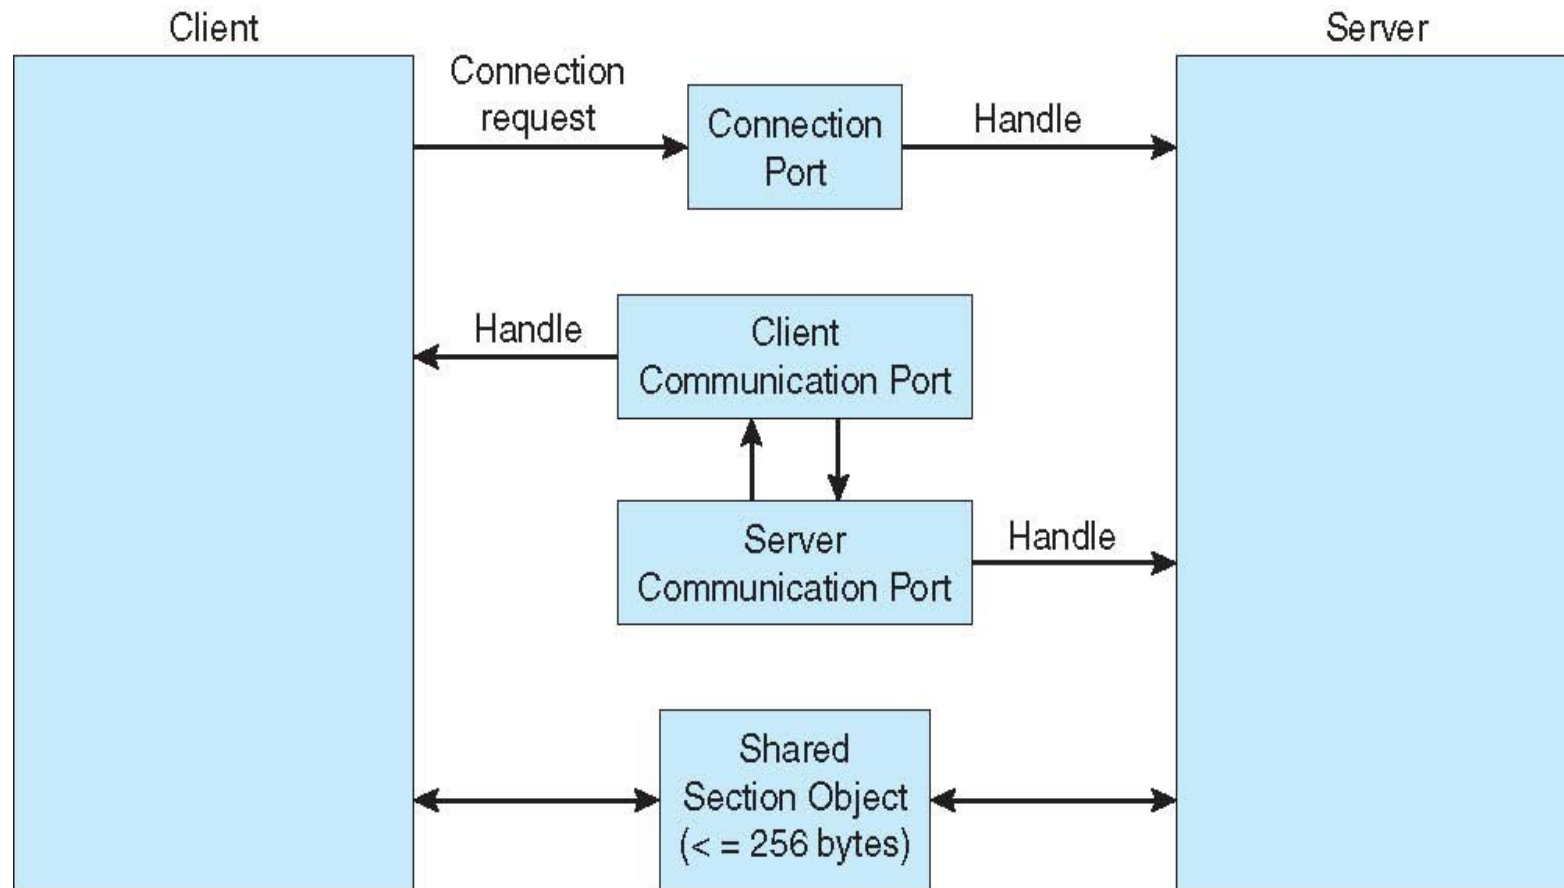 Client
Server
Connection
request
Connection
Port
Handle
Handle
Client
Communication Port
Server
Communication Port
Handle
Shared
Section Object
(< = 256 bytes)